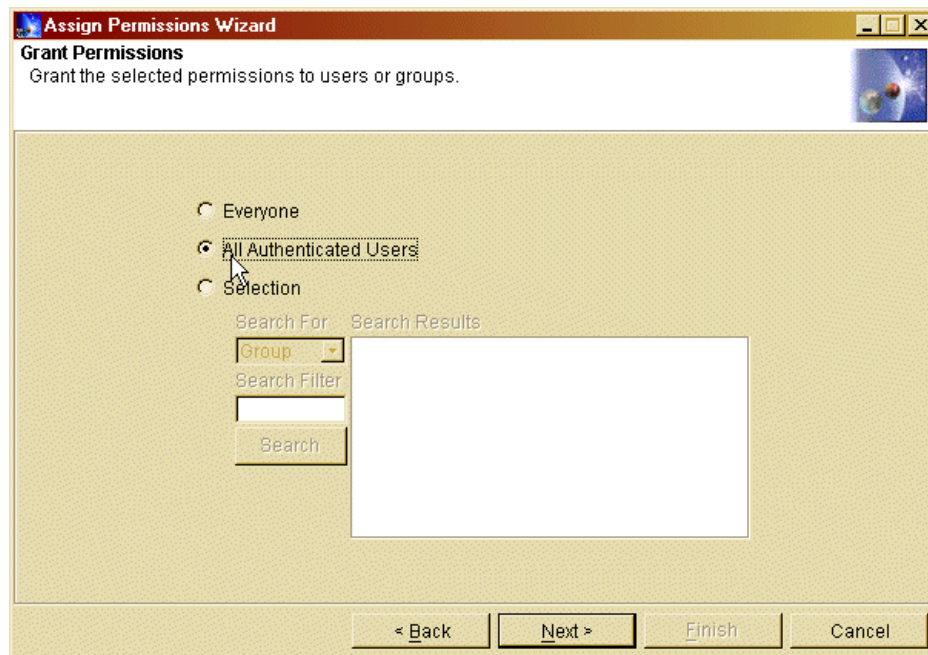 Assign Permissions Wizard
Grant Permissions
Grant the selected permissions to users or groups.
Everyone
All Authenticated Users
Selection
Search For Search Results
Group
Search Filter
Search
< Back Next > Finish Cancel